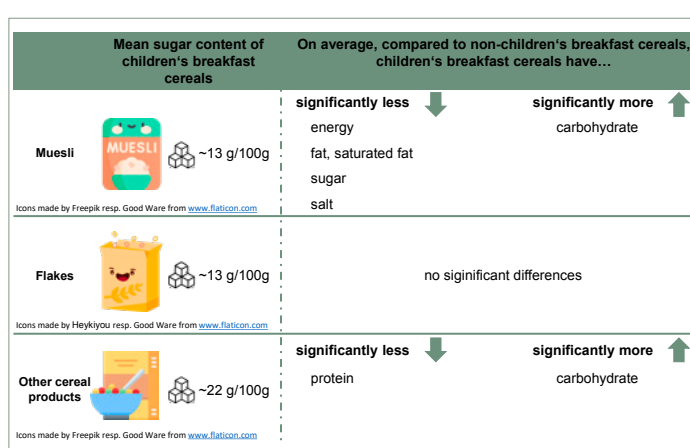 Mean sugar content of
children‘s breakfast
cereals
On average, compared to non-children‘s breakfast cereals,
children‘s breakfast cereals have…
Muesli
MUESLI
~13 g/100g
Icons made by Freepik resp. Good Ware from www.flaticon.com
significantly less
energy
fat, saturated fat
sugar
salt
significantly more
carbohydrate
Flakes
~13 g/100g
Icons made by Heykiyou resp. Good Ware from www.flaticon.com
no siginificant differences
Other cereal
products
~22 g/100g
Icons made by Freepik resp. Good Ware from www.flaticon.com
significantly less
protein
significantly more
carbohydrate